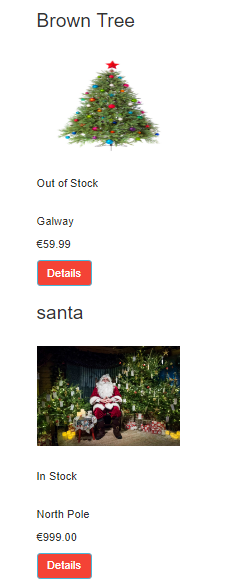 Brown Tree
Out of Stock
Galway
€59.99
Details
santa
In Stock
North Pole
€999.00
Details